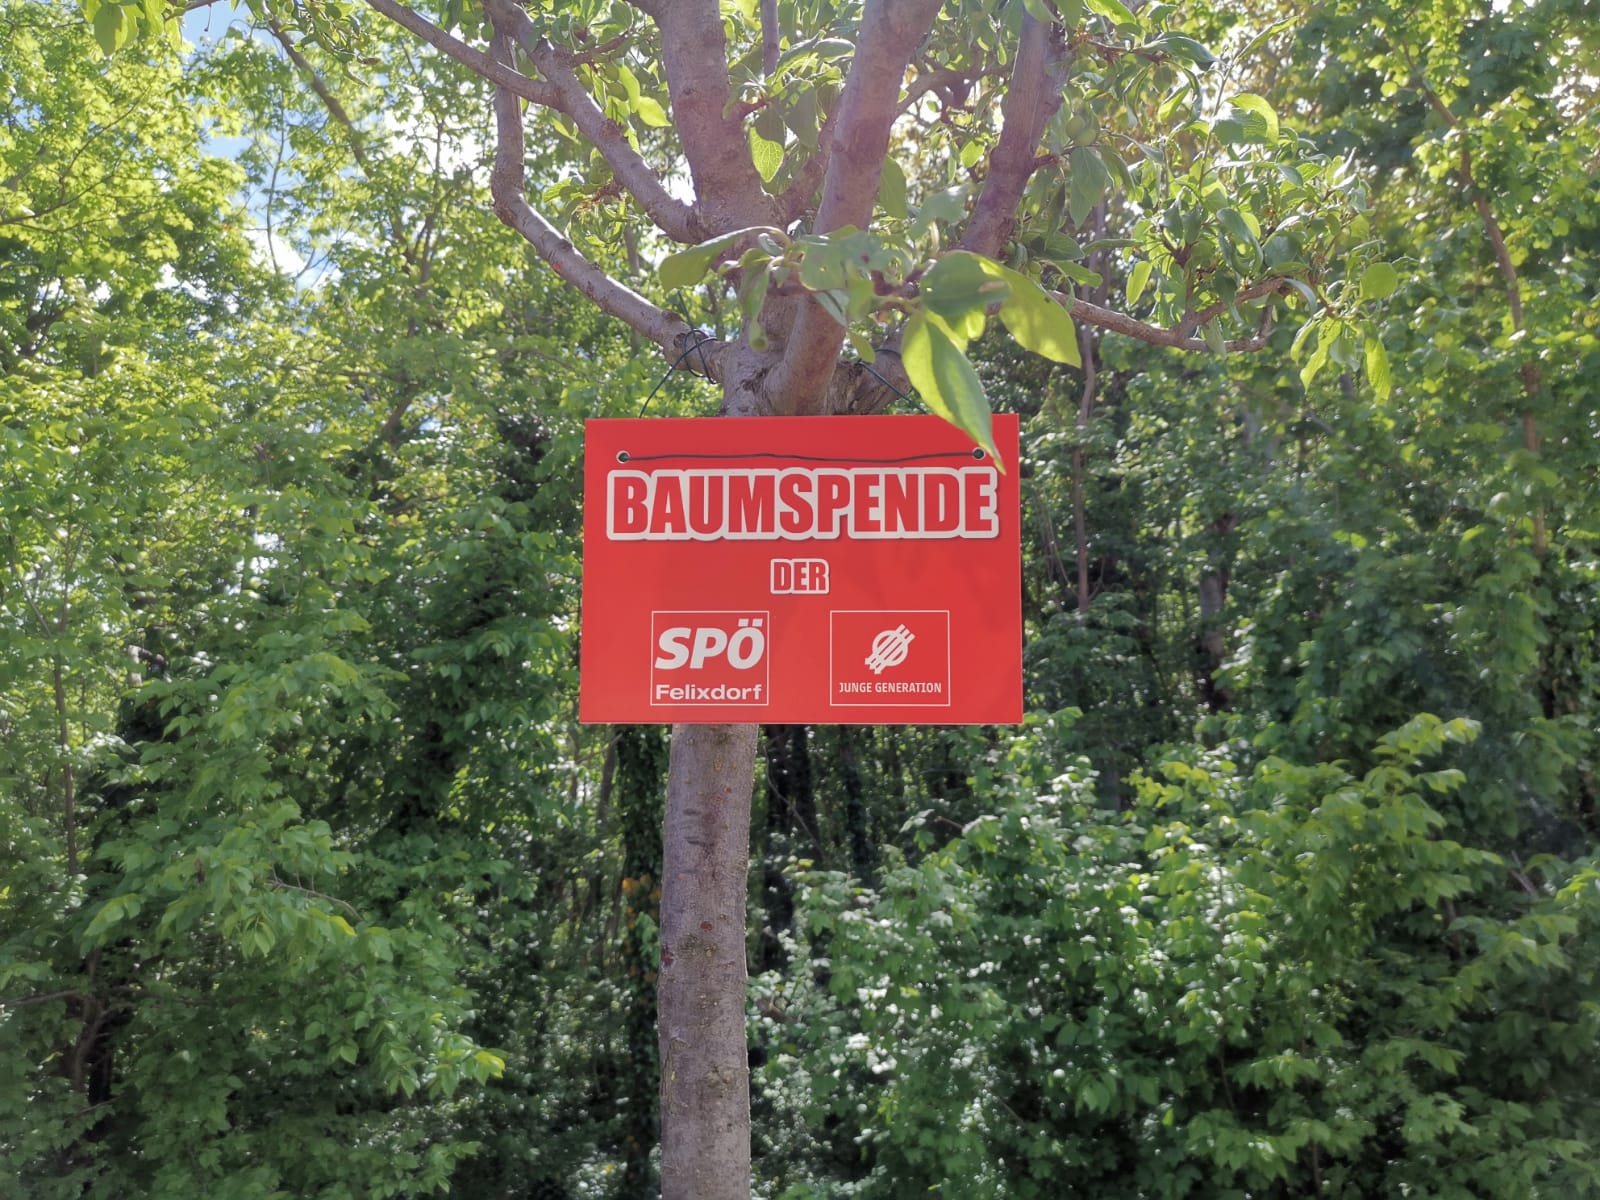 BAUMSPENDE
DER
SPÖ
Felixdorf
JUNGE GENERATION